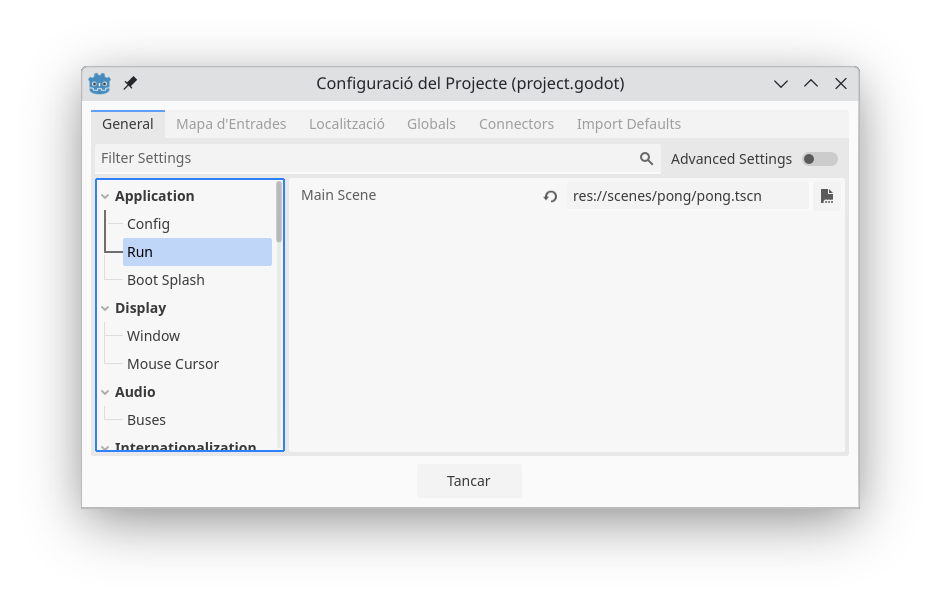 Configuració del Projecte (project.godot)
General Mapa d'Entrades Localització Globals Connectors Import Defaults
Filter Settings Advanced Settings
Application
Config
Run
Boot Splash
Display
Window
Mouse Cursor
Audio
Buses
Internationalization
Main Scene res://scenes/pong/pong.tscn
Tancar